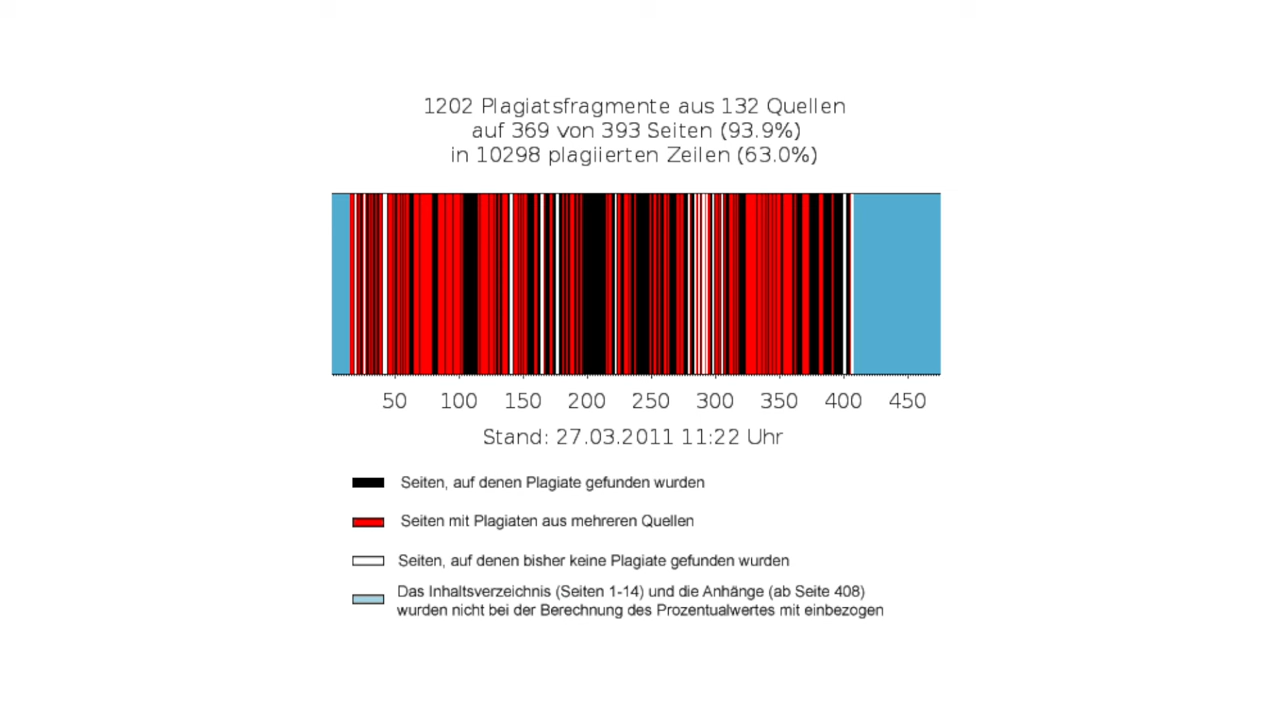 1202 Plagiatsfragmente aus 132 Quellen
auf 369 von 393 Seiten (93.9%)
in 10298 plagiierten Zeilen (63.0%)
50 100 150 200 250 300 350 400 450
Stand: 27.03.2011 11:22 Uhr
Seiten, auf denen Plagiate gefunden wurden
Seiten mit Plagiaten aus mehreren Quellen
Seiten, auf denen bisher keine Plagiate gefunden wurden
Das Inhaltsverzeichnis (Seiten 1-14) und die Anhänge (ab Seite 408)
wurden nicht bei der Berechnung des Prozentualwertes mit einbezogen